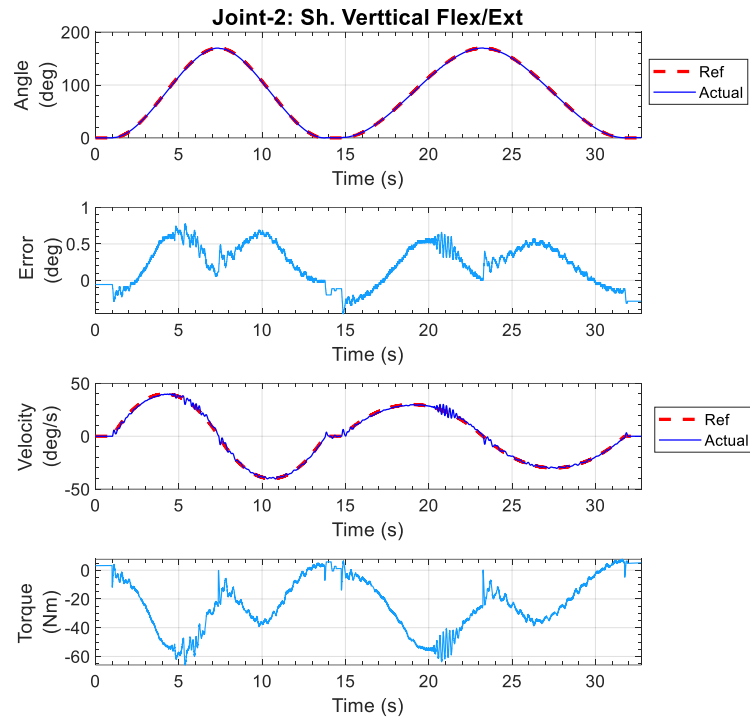 Joint-2: Sh. Verttical Flex/Ext
200
100
0
Angle
(deg)
0 5 10 15 20 25 30
Time (s)
Ref
Actual
1
0.5
0
Error
(deg)
0 5 10 15 20 25 30
Time (s)
50
0
-50
Velocity
(deg/s)
0 5 10 15 20 25 30
Time (s)
Ref
Actual
0
-20
-40
-60
Torque
(Nm)
0 5 10 15 20 25 30
Time (s)